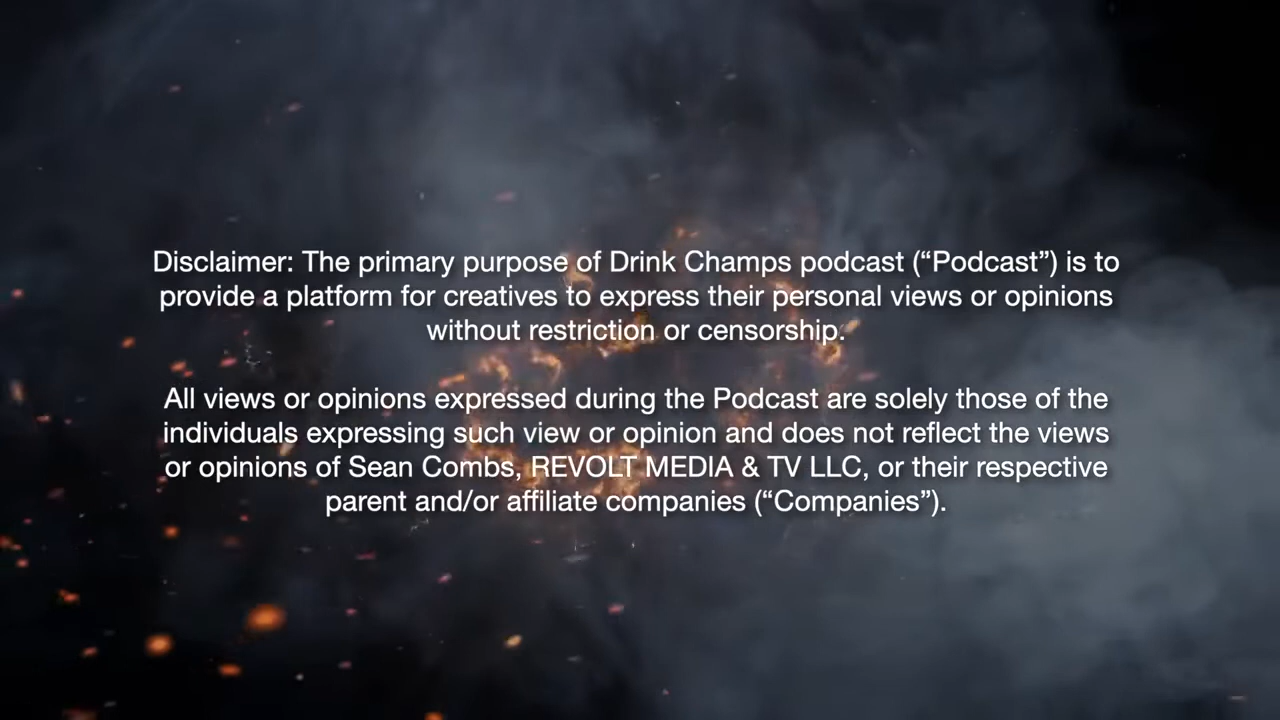 Disclaimer: The primary purpose of Drink Champs podcast (“Podcast”) is to
provide a platform for creatives to express their personal views or opinions
without restriction or censorship.
All views or opinions expressed during the Podcast are solely those of the
individuals expressing such view or opinion and does not reflect the views
or opinions of Sean Combs, REVOLT MEDIA & TV LLC, or their respective
parent and/or affiliate companies (“Companies”).